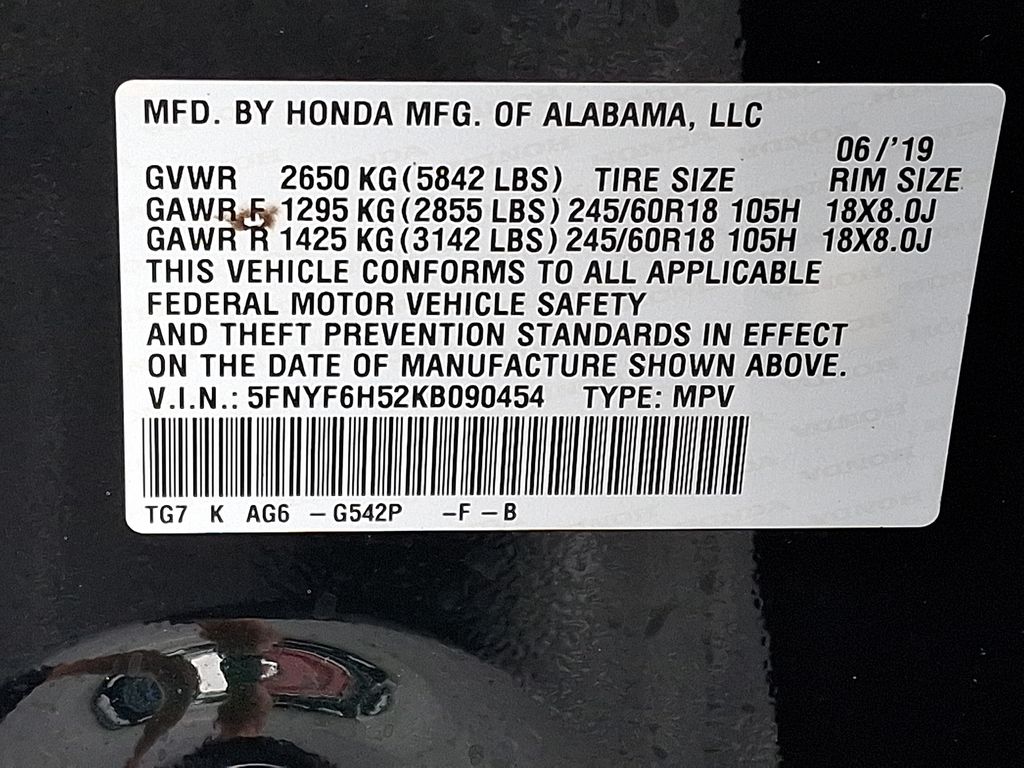 MFD. BY HONDA MFG. OF ALABAMA, LLC
06/'19
GVWR 2650 KG (5842 LBS) TIRE SIZE RIM SIZE
GAWR F 1295 KG (2855 LBS) 245/60R18 105H 18X8.0J
GAWR R 1425 KG (3142 LBS) 245/60R18 105H 18X8.0J
THIS VEHICLE CONFORMS TO ALL APPLICABLE
FEDERAL MOTOR VEHICLE SAFETY
AND THEFT PREVENTION STANDARDS IN EFFECT
ON THE DATE OF MANUFACTURE SHOWN ABOVE.
V.I.N.: 5FNYF6H52KB090454 TYPE: MPV
TG7 K AG6 – G542P -F – B